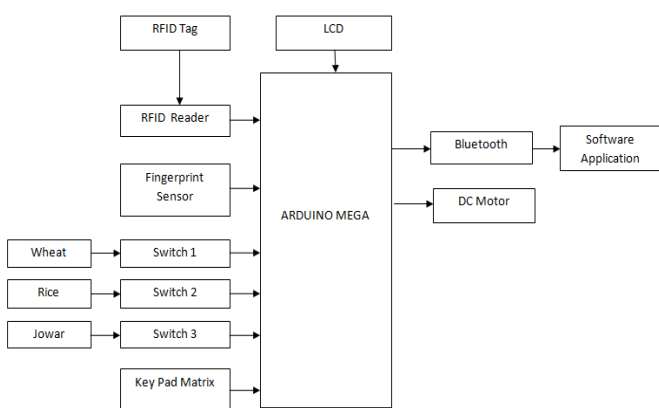 RFID Tag
LCD
RFID Reader
Bluetooth
Software
Application
Fingerprint
Sensor
DC Motor
ARDUINO MEGA
Wheat
Switch 1
Rice
Switch 2
Jowar
Switch 3
Key Pad Matrix